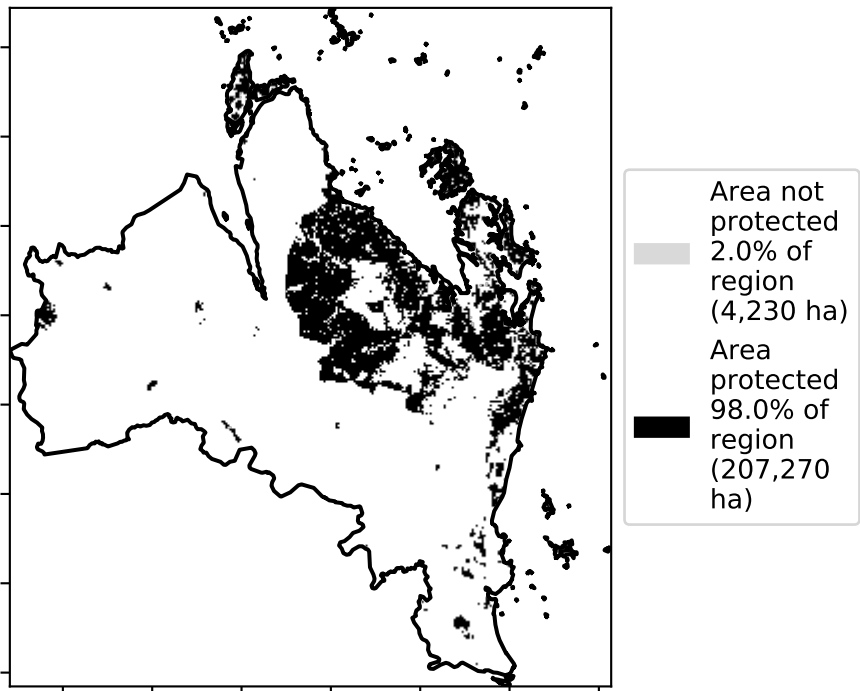 Area not
protected
2.0% of
region
(4,230 ha)
Area
protected
98.0% of
region
(207,270
ha)